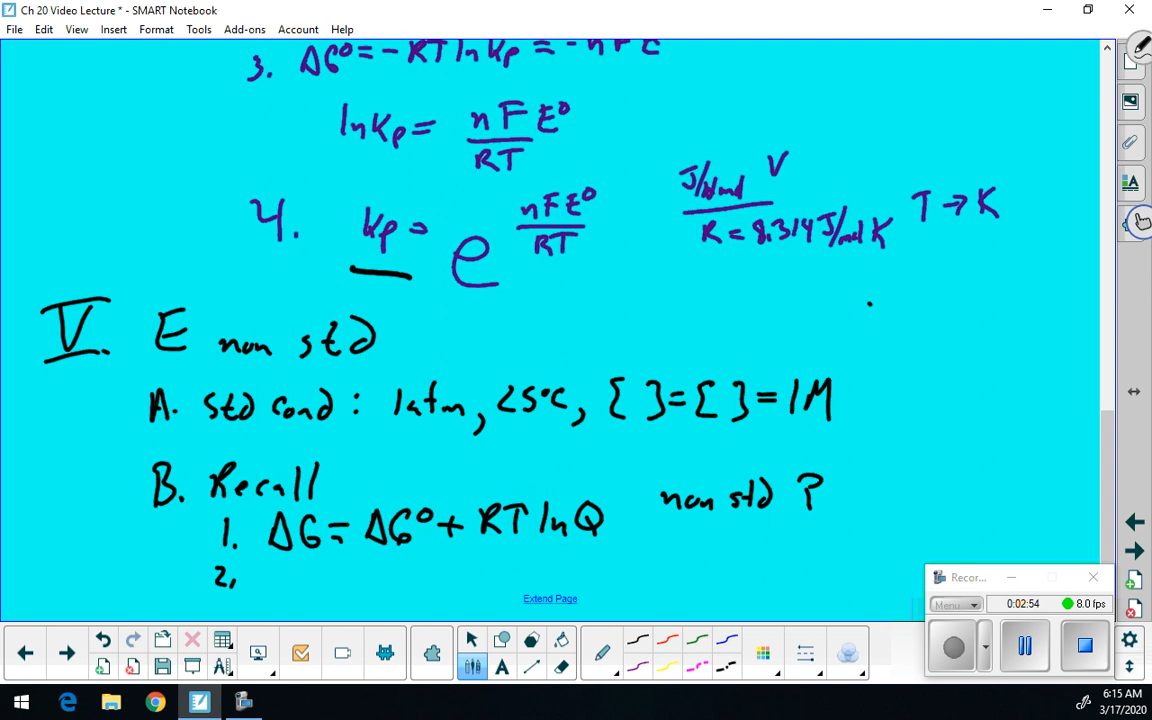 Ch 20 Video Lecture * - SMART Notebook
File Edit View Insert Format Tools Add-ons Account Help
3. ΔG° = -RT ln Kp = -nFE
ln Kp = nFE° / RT
J/V mol V
4. Kp = e^(nFE° / RT)
R = 8.314 J/mol K T → K
V. E non std
A. std cond: 1atm, 25°C, [ ] = [ ] = 1M
B. Recall
1. ΔG = ΔG° + RT ln Q non std P
2.
Extend Page
Recor...
Menu 0:02:54 8.0 fps
6:15 AM
3/17/2020